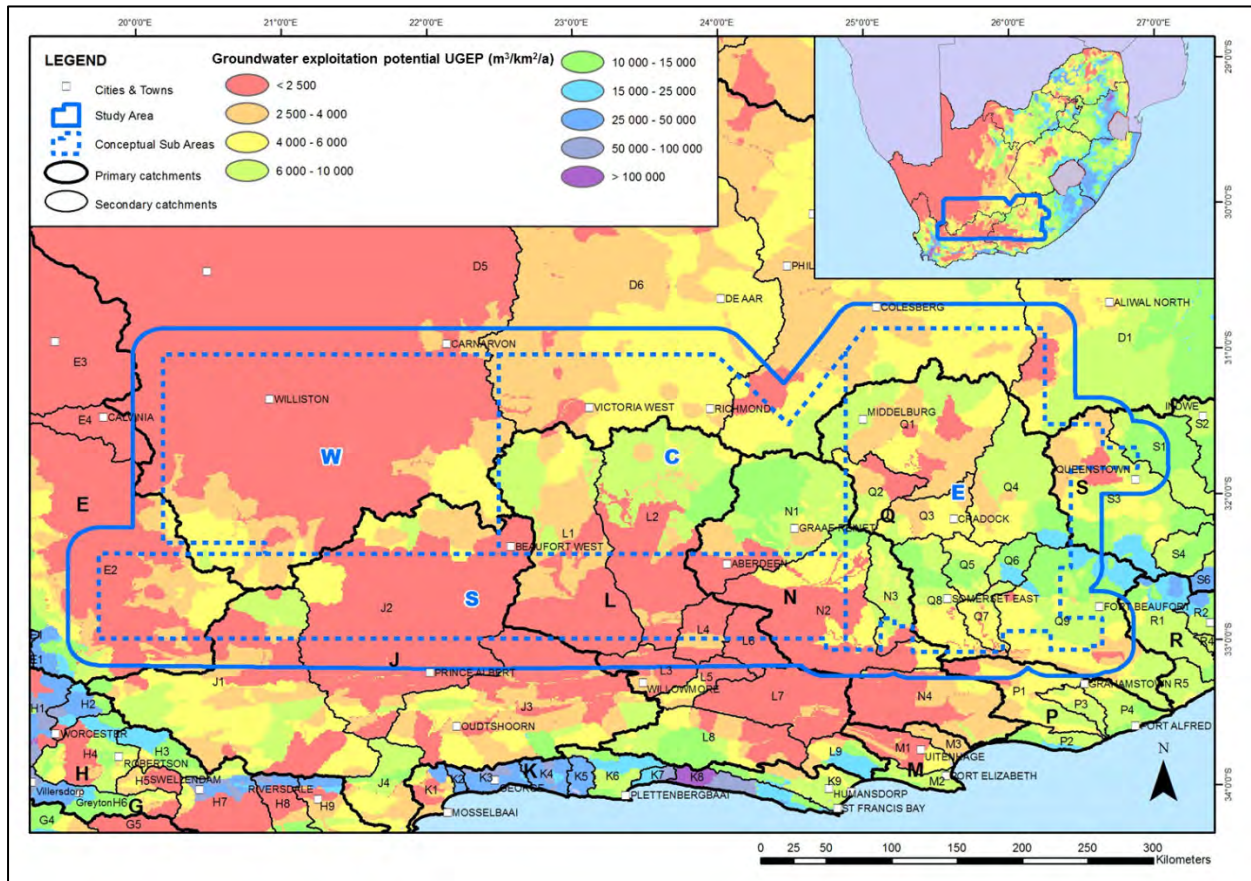 20°0'0"E 21°0'0"E 22°0'0"E 23°0'0"E 24°0'0"E 25°0'0"E 26°0'0"E 27°0'0"E
LEGEND
Cities & Towns
Study Area
Conceptual Sub Areas
Primary catchments
Secondary catchments
Groundwater exploitation potential UGEP (m³/km²/a)
< 2 500
2 500 - 4 000
4 000 - 6 000
6 000 - 10 000
10 000 - 15 000
15 000 - 25 000
25 000 - 50 000
50 000 - 100 000
> 100 000
29°0'0"S
30°0'0"S
31°0'0"S
32°0'0"S
33°0'0"S
34°0'0"S
D5
D6
PHIL
DE AAR
COLESBERG
ALIWAL NORTH
D1
CARNARVON
E3
WILLISTON
VICTORIA WEST
RICHMOND
MIDDELBURG
Q1
INDWE
S2
E4
CALVINIA
S1
W
C
QUEENSTOWN
E
L2
Q2
E
Q4
S
S3
N1
Q
Q3
CRADOCK
GRAAF REINET
L1
BEAUFORT WEST
S4
E2
ABERDEEN
Q5
Q6
S6
J2
S
L
N
N2
N3
Q8
SOMERSET EAST
Q7
FORT BEAUFORT
Q9
R1
R2
R
R4
L4
L6
E1
J
PRINCE ALBERT
L3
L5
WILLOWMORE
J1
L7
N4
P1
GRAHAMSTOWN
R5
P
P3
P4
H1
H2
J3
OUDTSHOORN
L8
PORT ALFRED
P2
WORCESTER
H3
L9
M1
M3
UITENHAGE
N
H4
ROBERTSON
H
H5
SWELLENDAM
J4
K1
K2
K3
K
K4
K5
K6
K7
K8
K9
M
M2
PORT ELIZABETH
Villersdorp
Greyton
H6
G
H7
RIVERSDALE
H8
H9
GEORGE
PLETTENBERGBAAI
HUMANSDORP
G4
G5
MOSSELBAAI
ST FRANCIS BAY
0 25 50 100 150 200 250 300
Kilometers